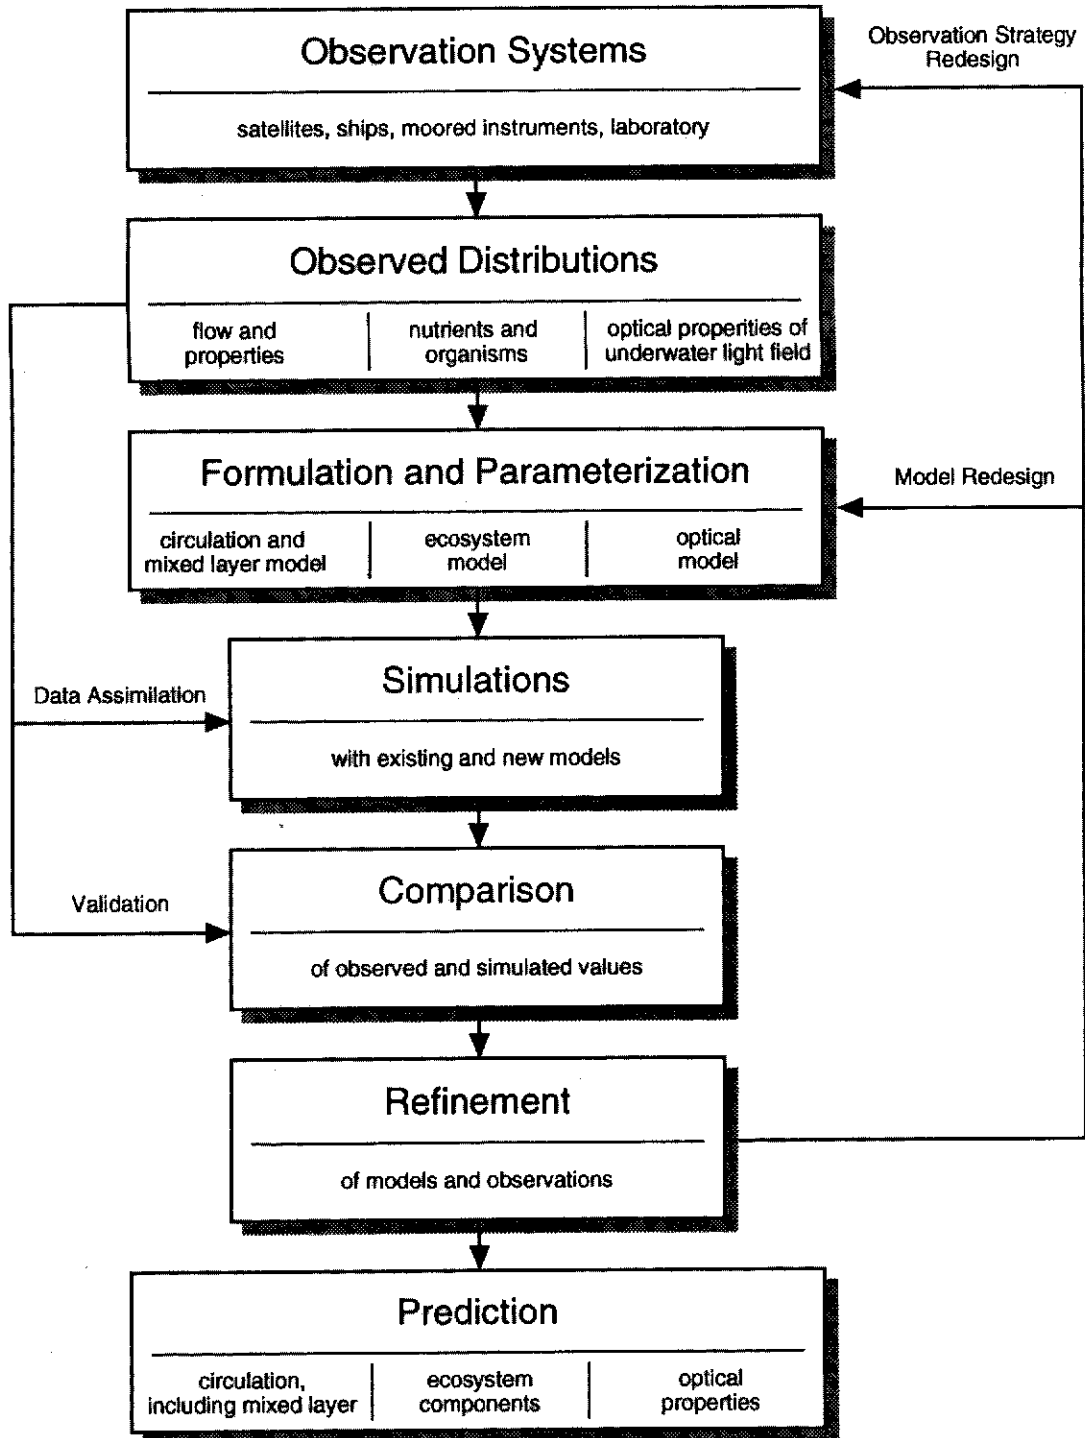 Observation Systems
satellites, ships, moored instruments, laboratory
Observation Strategy
Redesign
Observed Distributions
flow and
properties
nutrients and
organisms
optical properities of
underwater light field
Formulation and Parameterization
circulation and
mixed layer model
ecosystem
model
optical
model
Model Redesign
Simulations
with existing and new models
Data Assimilation
Comparison
of observed and simulated values
Validation
Refinement
of models and observations
Prediction
circulation,
including mixed layer
ecosystem
components
optical
properties